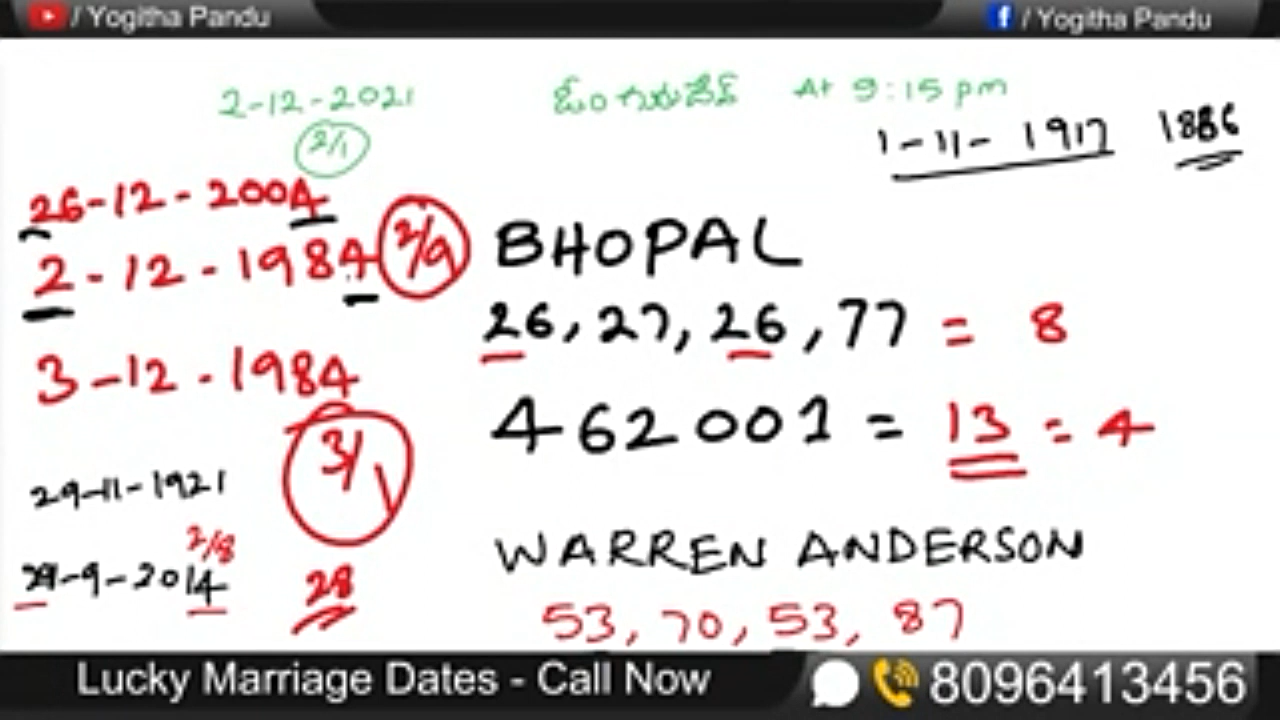 / Yogitha Pandu
f / Yogitha Pandu
2-12-2021
ఓం గురుదేవ్ At 9:15 pm
2/1
1-11-1917 1886
26-12-2004
2-12-1984 2/9
BHOPAL
26, 27, 26, 77 = 8
3-12-1984
462001 = 13 = 4
3/1
29-11-1921
2/8
29-9-2014
28
WARREN ANDERSON
53, 70, 53, 87
Lucky Marriage Dates - Call Now
8096413456